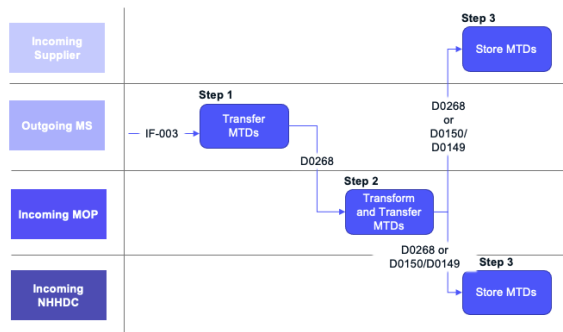 Step 3
Incoming
Supplier
Store MTDs
Step 1
Outgoing MS
IF-003
Transfer
MTDs
D0268
or
D0150/
D0149
D0268
Step 2
Incoming MOP
Transform
and Transfer
MTDs
D0268 or
D0150/D0149
Step 3
Incoming
NHHDC
Store MTDs